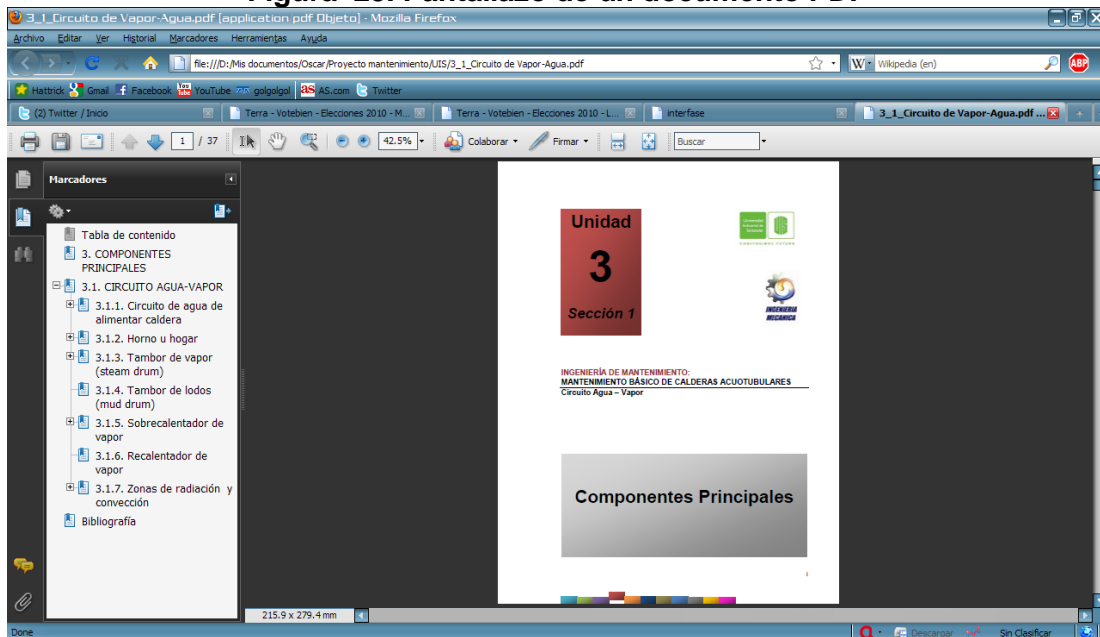 3_1_Circuito de Vapor-Agua.pdf [application pdf Objeto] - Mozilla Firefox
Archivo Editar Ver Historial Marcadores Herramientas Ayuda
file:///D:/Mis documentos/Oscar/Proyecto mantenimiento/UIS/3_1_Circuito de Vapor-Agua.pdf
W Wikipedia (en)
ABP
Hattrick Gmail Facebook YouTube golgolgol AS.com Twitter
(2) Twitter / Inicio
Terra - Votebien - Elecciones 2010 - M...
Terra - Votebien - Elecciones 2010 - L...
interfase
3_1_Circuito de Vapor-Agua.pdf ...
1 / 37
42.5%
Colaborar
Firmar
Buscar
Marcadores
Tabla de contenido
3. COMPONENTES
PRINCIPALES
3.1. CIRCUITO AGUA-VAPOR
3.1.1. Circuito de agua de
alimentar caldera
3.1.2. Horno u hogar
3.1.3. Tambor de vapor
(steam drum)
3.1.4. Tambor de lodos
(mud drum)
3.1.5. Sobrecalentador de
vapor
3.1.6. Recalentador de
vapor
3.1.7. Zonas de radiación y
convección
Bibliografía
Unidad
3
Sección 1
INGENIERIA
MECANICA
INGENIERÍA DE MANTENIMIENTO:
MANTENIMIENTO BÁSICO DE CALDERAS ACUOTUBULARES
Circuito Agua – Vapor
Componentes Principales
215.9 x 279.4 mm
Done
Descargar
Sin Clasificar